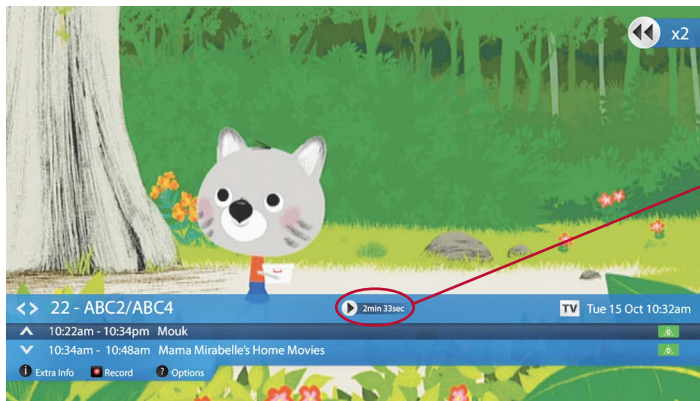 x2
22 - ABC2/ABC4 2min 33sec TV Tue 15 Oct 10:32am
10:22am - 10:34pm Mouk
10:34am - 10:48am Mama Mirabelle's Home Movies
i Extra Info Record ? Options